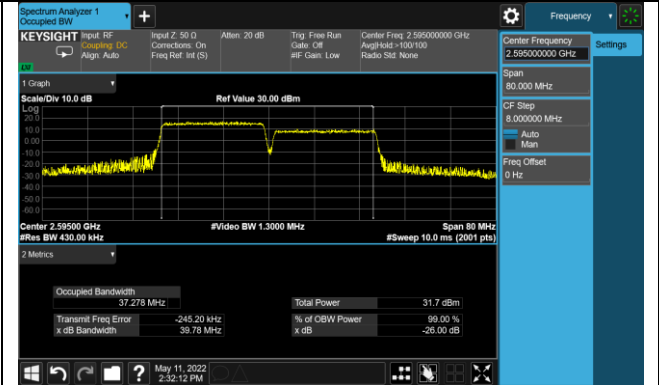 Spectrum Analyzer 1
Occupied BW
Frequency
KEYSIGHT
Input: RF
Coupling: DC
Align: Auto
Input Z: 50 Ω
Corrections: On
Freq Ref: Int (S)
Atten: 20 dB
Trig: Free Run
Gate: Off
#IF Gain: Low
Center Freq: 2.595000000 GHz
Avg|Hold:>100/100
Radio Std: None
Center Frequency
2.595000000 GHz
Settings
Span
80.000 MHz
CF Step
8.000000 MHz
Auto
Man
Freq Offset
0 Hz
1 Graph
Scale/Div 10.0 dB
Ref Value 30.00 dBm
Log
20.0
10.0
0.00
-10.0
-20.0
-30.0
-40.0
-50.0
-60.0
Center 2.59500 GHz
#Video BW 1.3000 MHz
Span 80 MHz
#Res BW 430.00 kHz
#Sweep 10.0 ms (2001 pts)
2 Metrics
Occupied Bandwidth
37.278 MHz
Total Power 31.7 dBm
Transmit Freq Error -245.20 kHz
% of OBW Power 99.00 %
x dB Bandwidth 39.78 MHz
x dB -26.00 dB
May 11, 2022
2:32:12 PM